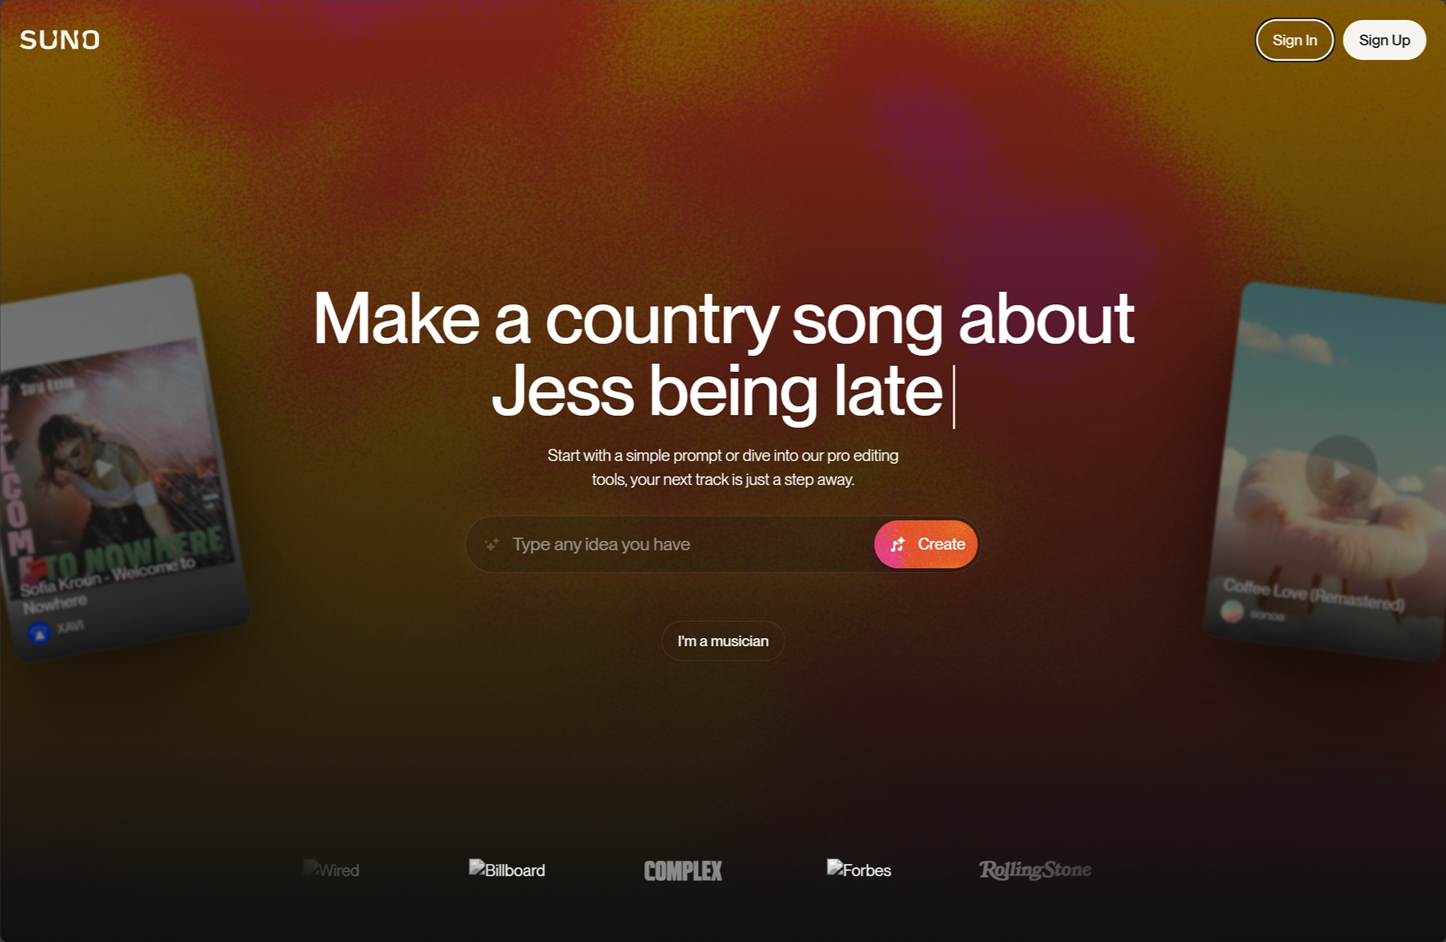 SUNO
Sign In
Sign Up
Make a country song about
Jess being late
Start with a simple prompt or dive into our pro editing
tools, your next track is just a step away.
Type any idea you have
Create
I'm a musician
Sofia Kroun
WELCOME
TO NOWHERE
Sofia Kroun - Welcome to
Nowhere
XAVI
Coffee Love (Remastered)
sonoa
Wired
Billboard
COMPLEX
Forbes
RollingStone